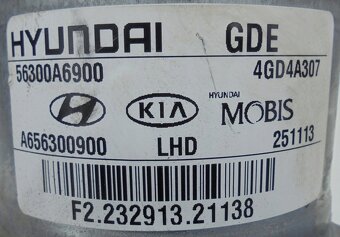 HYUNDAI GDE
56300A6900 4GD4A307
KIA HYUNDAI MOBIS
A656300900 LHD 251113
F2.232913.21138